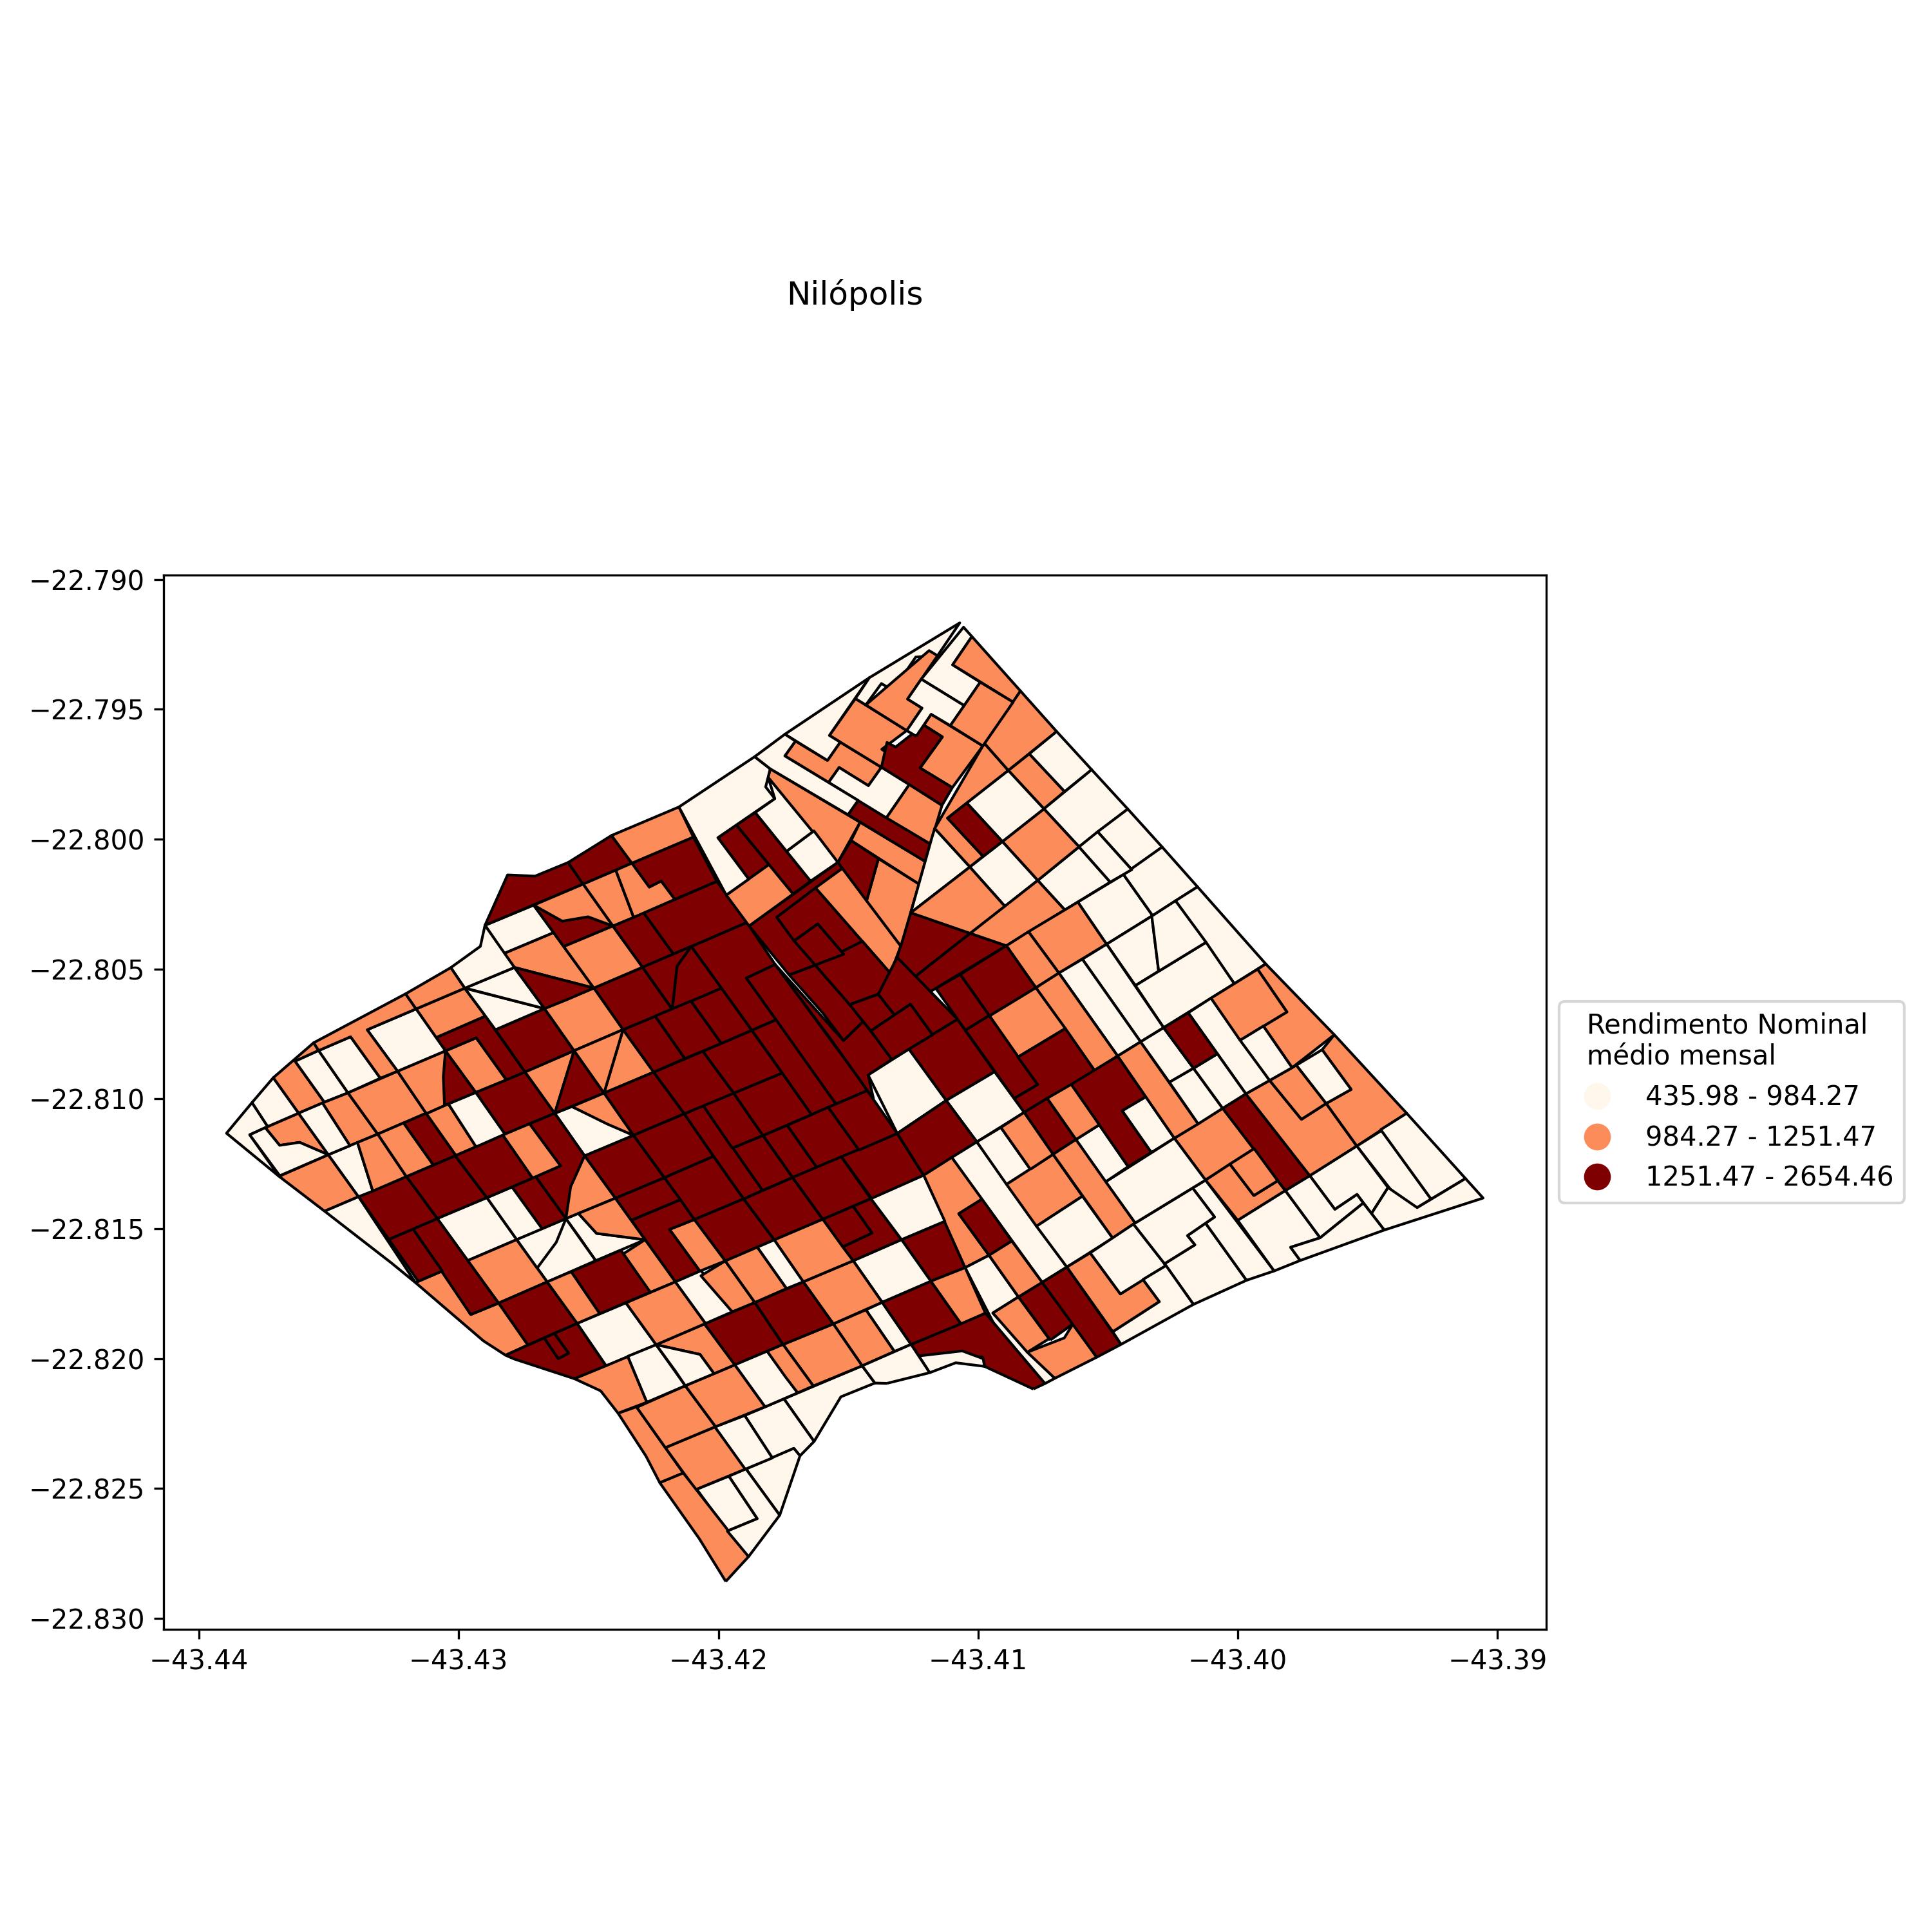 Nilópolis
−22.790
−22.795
−22.800
−22.805
−22.810
−22.815
−22.820
−22.825
−22.830
−43.44 −43.43 −43.42 −43.41 −43.40 −43.39
Rendimento Nominal
médio mensal
435.98 - 984.27
984.27 - 1251.47
1251.47 - 2654.46